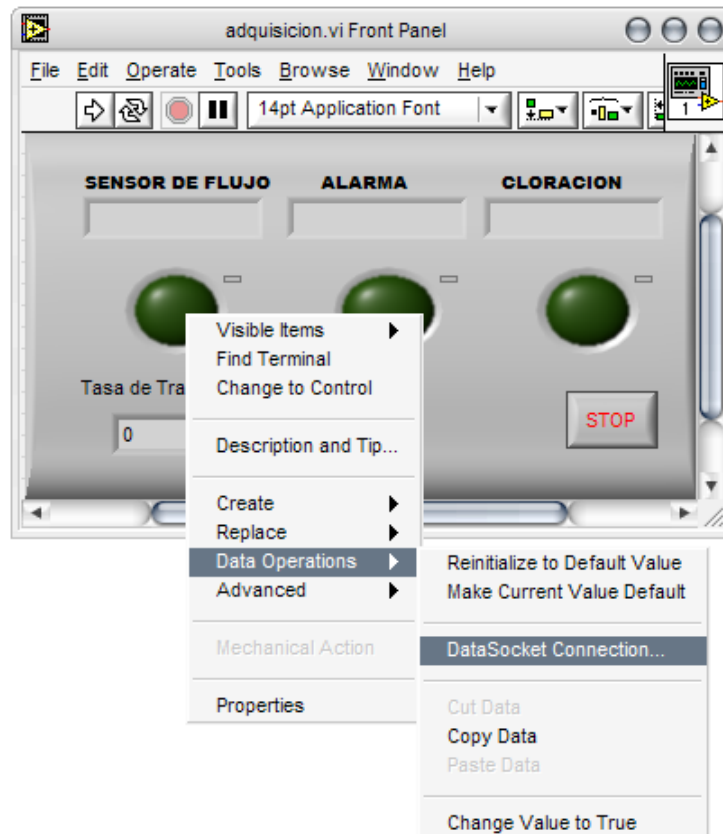 adquisicion.vi Front Panel
File Edit Operate Tools Browse Window Help
14pt Application Font
1
SENSOR DE FLUJO ALARMA CLORACION
Tasa de Tra
0
STOP
Visible Items
Find Terminal
Change to Control
Description and Tip...
Create
Replace
Data Operations
Advanced
Mechanical Action
Properties
Reinitialize to Default Value
Make Current Value Default
DataSocket Connection...
Cut Data
Copy Data
Paste Data
Change Value to True